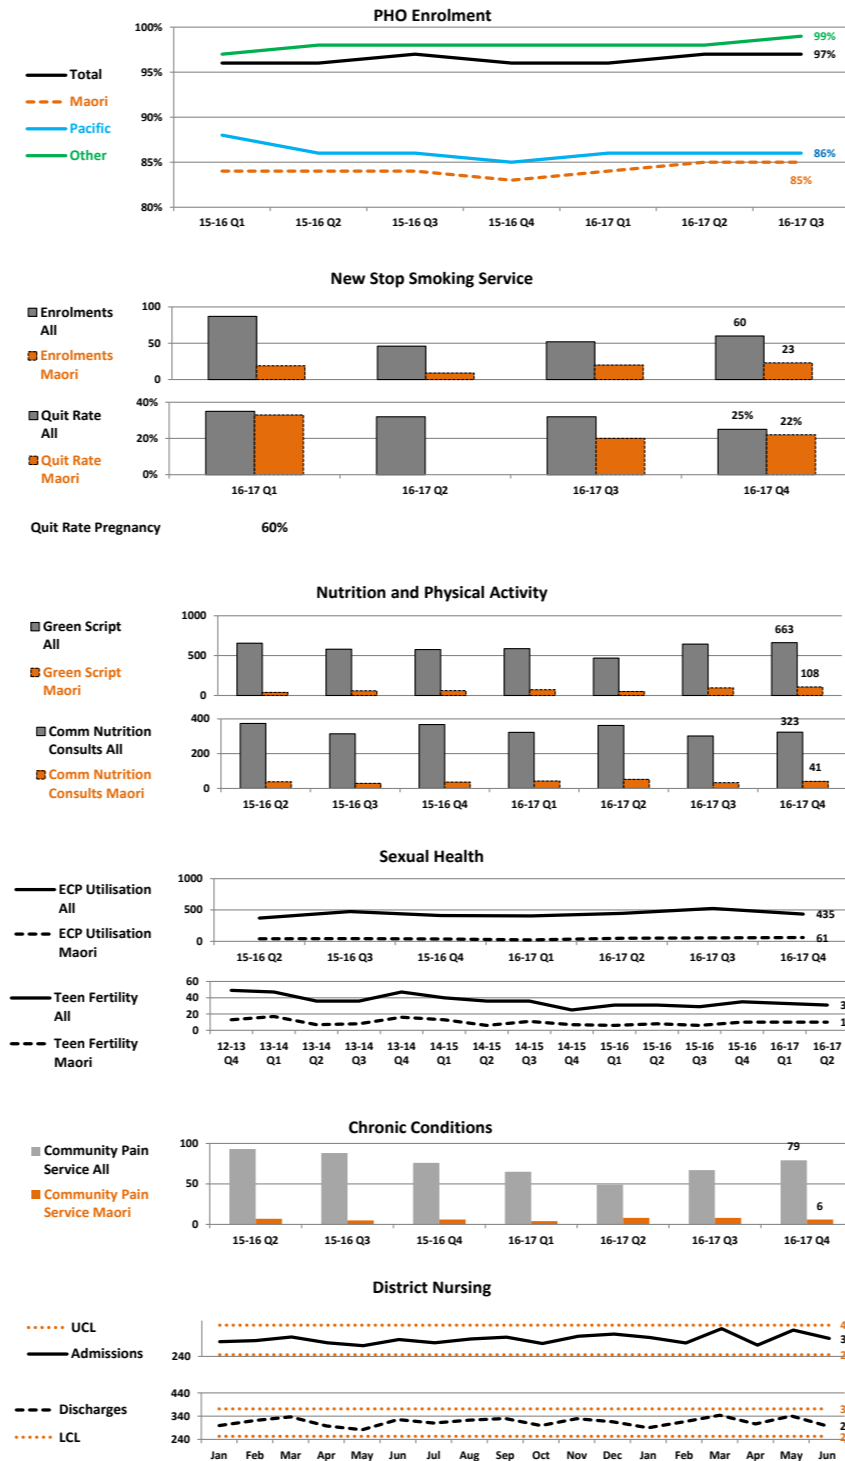 PHO Enrolment
100%
95%
90%
85%
80%
Total
Maori
Pacific
Other
99%
97%
86%
85%
15-16 Q1 15-16 Q2 15-16 Q3 15-16 Q4 16-17 Q1 16-17 Q2 16-17 Q3
New Stop Smoking Service
Enrolments
All
Enrolments
Maori
100
50
0
60
23
Quit Rate
All
Quit Rate
Maori
40%
20%
0%
25% 22%
16-17 Q1 16-17 Q2 16-17 Q3 16-17 Q4
Quit Rate Pregnancy 60%
Nutrition and Physical Activity
Green Script
All
Green Script
Maori
1000
500
0
663
108
Comm Nutrition
Consults All
Comm Nutrition
Consults Maori
400
200
0
323
41
15-16 Q2 15-16 Q3 15-16 Q4 16-17 Q1 16-17 Q2 16-17 Q3 16-17 Q4
Sexual Health
ECP Utilisation
All
ECP Utilisation
Maori
1000
500
0
435
61
15-16 Q2 15-16 Q3 15-16 Q4 16-17 Q1 16-17 Q2 16-17 Q3 16-17 Q4
Teen Fertility
All
Teen Fertility
Maori
60
40
20
0
3
1
12-13 13-14 13-14 13-14 13-14 14-15 14-15 14-15 14-15 15-16 15-16 15-16 15-16 16-17 16-17
Q4 Q1 Q2 Q3 Q4 Q1 Q2 Q3 Q4 Q1 Q2 Q3 Q4 Q1 Q2
Chronic Conditions
Community Pain
Service All
Community Pain
Service Maori
100
50
0
79
6
15-16 Q2 15-16 Q3 15-16 Q4 16-17 Q1 16-17 Q2 16-17 Q3 16-17 Q4
District Nursing
UCL
Admissions
240
4
3
2
Discharges
LCL
440
340
240
3
2
2
Jan Feb Mar Apr May Jun Jul Aug Sep Oct Nov Dec Jan Feb Mar Apr May Jun